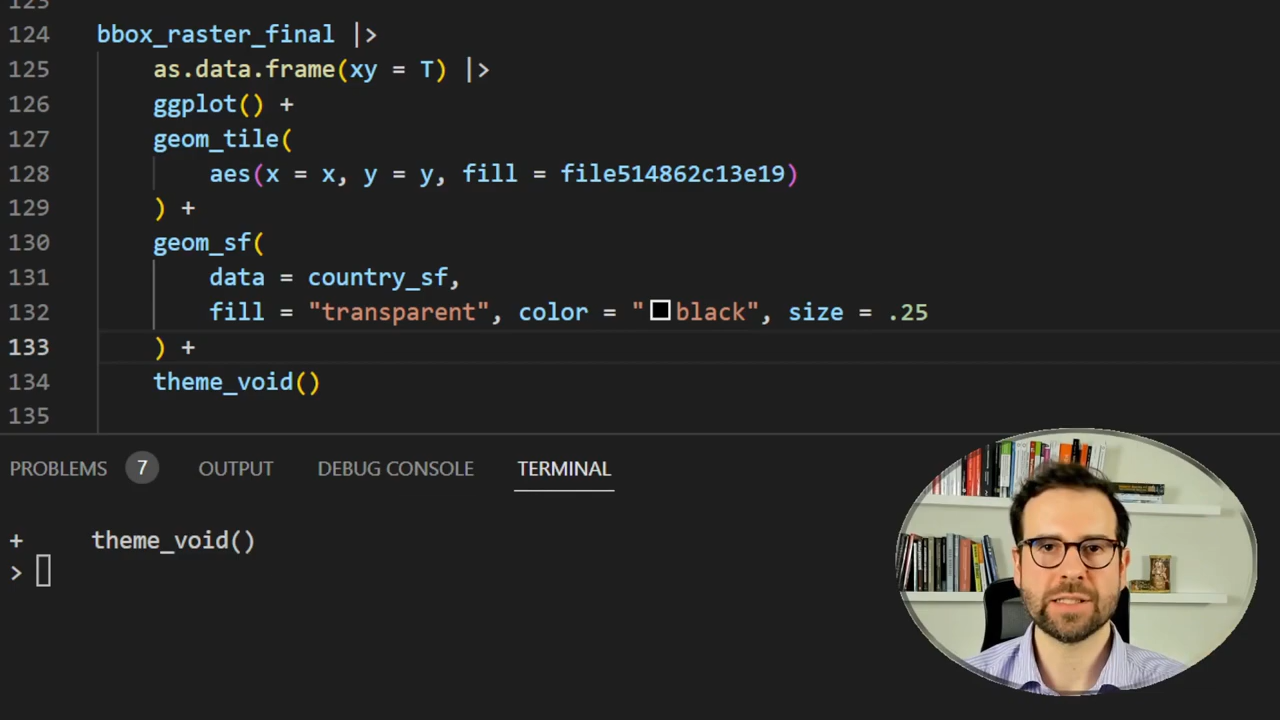 123
124 bbox_raster_final |>
125 as.data.frame(xy = T) |>
126 ggplot() +
127 geom_tile(
128 aes(x = x, y = y, fill = file514862c13e19)
129 ) +
130 geom_sf(
131 data = country_sf,
132 fill = "transparent", color = "black", size = .25
133 ) +
134 theme_void()
135
PROBLEMS 7 OUTPUT DEBUG CONSOLE TERMINAL
+ theme_void()
>